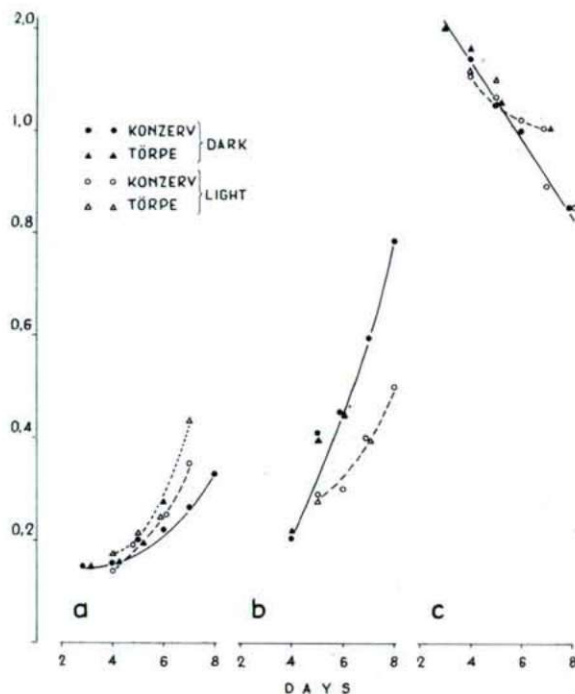 2,0
1,0
0,8
0,6
0,4
0,2
KONZERV
TÖRPE
DARK
KONZERV
TÖRPE
LIGHT
a
b
c
2 4 6 8
2 4 6 8
2 4 6 8
DAYS